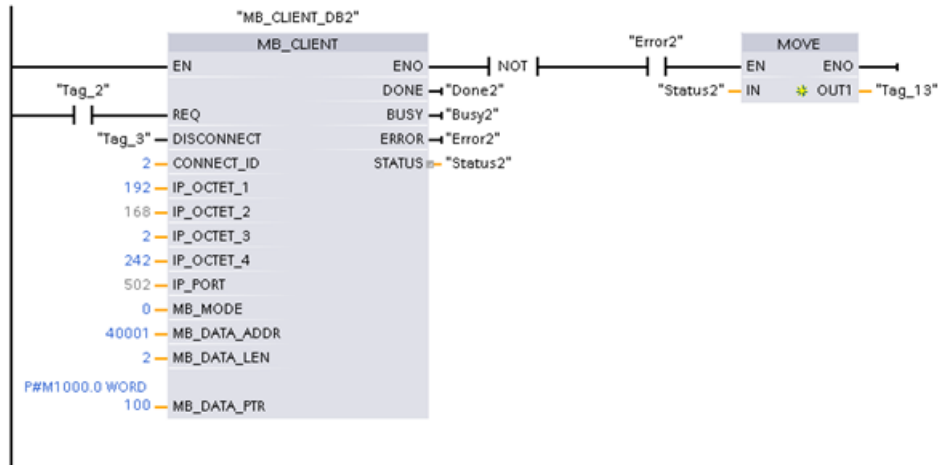 "MB_CLIENT_DB2"
MB_CLIENT
"Error2"
MOVE
EN ENO NOT EN ENO
"Tag_2" DONE "Done2" "Status2" IN OUT1 "Tag_13"
REQ BUSY "Busy2"
"Tag_3" DISCONNECT ERROR "Error2"
2 CONNECT_ID STATUS "Status2"
192 IP_OCTET_1
168 IP_OCTET_2
2 IP_OCTET_3
242 IP_OCTET_4
502 IP_PORT
0 MB_MODE
40001 MB_DATA_ADDR
2 MB_DATA_LEN
P#M1000.0 WORD
100 MB_DATA_PTR